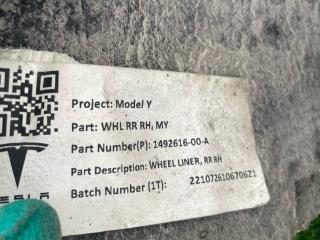 Project: Model Y
Part: WHL RR RH, MY
Part Number(P): 1492616-00-A
Part Description: WHEEL LINER, RR RH
Batch Number (1T): 221072610670621